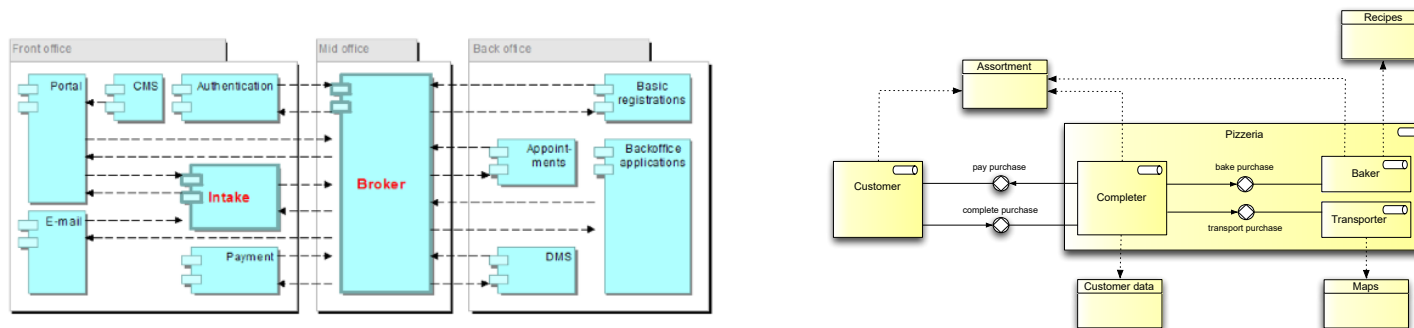 Front office
Mid office
Back office
Portal
CMS
Authentication
Basic
registrations
Appoint-
ments
Backoffice
applications
Broker
Intake
E-mail
Payment
DMS
Recipes
Assortment
Pizzeria
Customer
pay purchase
complete purchase
Completer
bake purchase
transport purchase
Baker
Transporter
Customer data
Maps